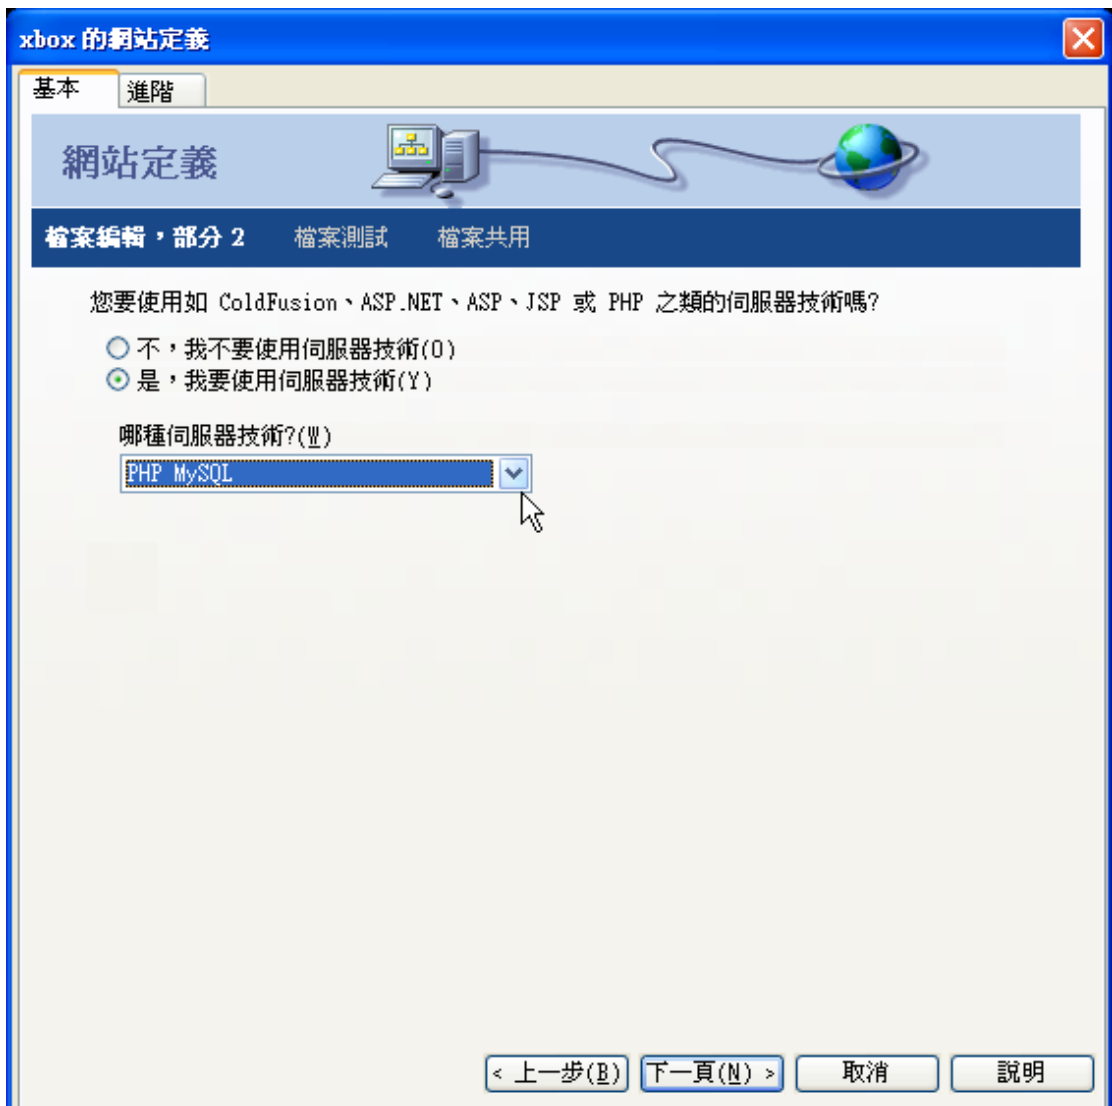 xbox 的網站定義
基本 進階
網站定義
檔案編輯，部分 2 檔案測試 檔案共用
您要使用如 ColdFusion、ASP.NET、ASP、JSP 或 PHP 之類的伺服器技術嗎?
不，我不要使用伺服器技術(O)
是，我要使用伺服器技術(Y)
哪種伺服器技術?(W)
PHP MySQL
< 上一步(B) 下一頁(N) > 取消 說明